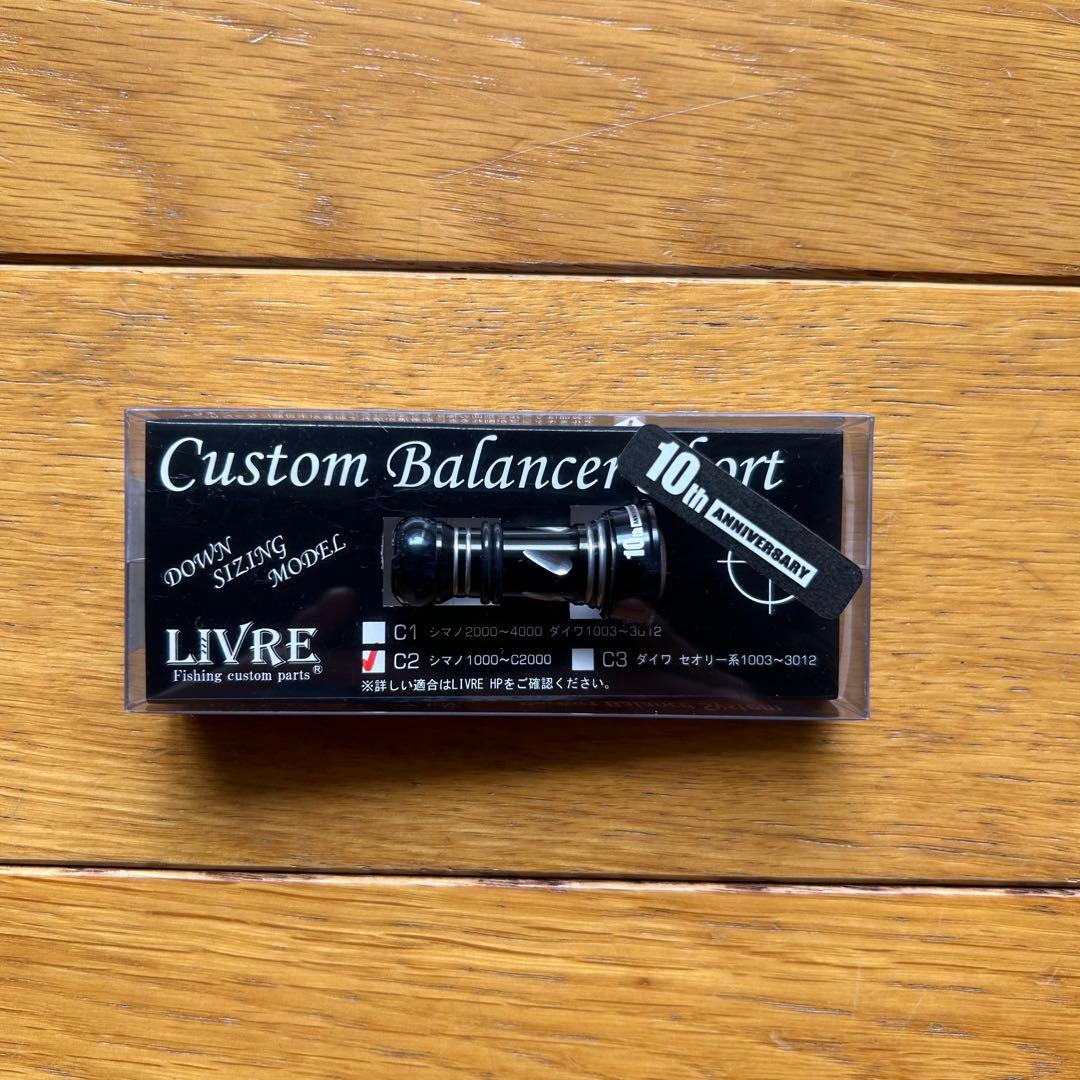 Custom Balancer Short
10th ANNIVERSARY
10th
DOWN
SIZING
MODEL
LIVRE
Fishing custom parts®
C1 シマノ2000～4000 ダイワ1003～3012
C2 シマノ1000～C2000
C3 ダイワ セオリー系1003～3012
※詳しい適合はLIVRE HPをご確認ください。